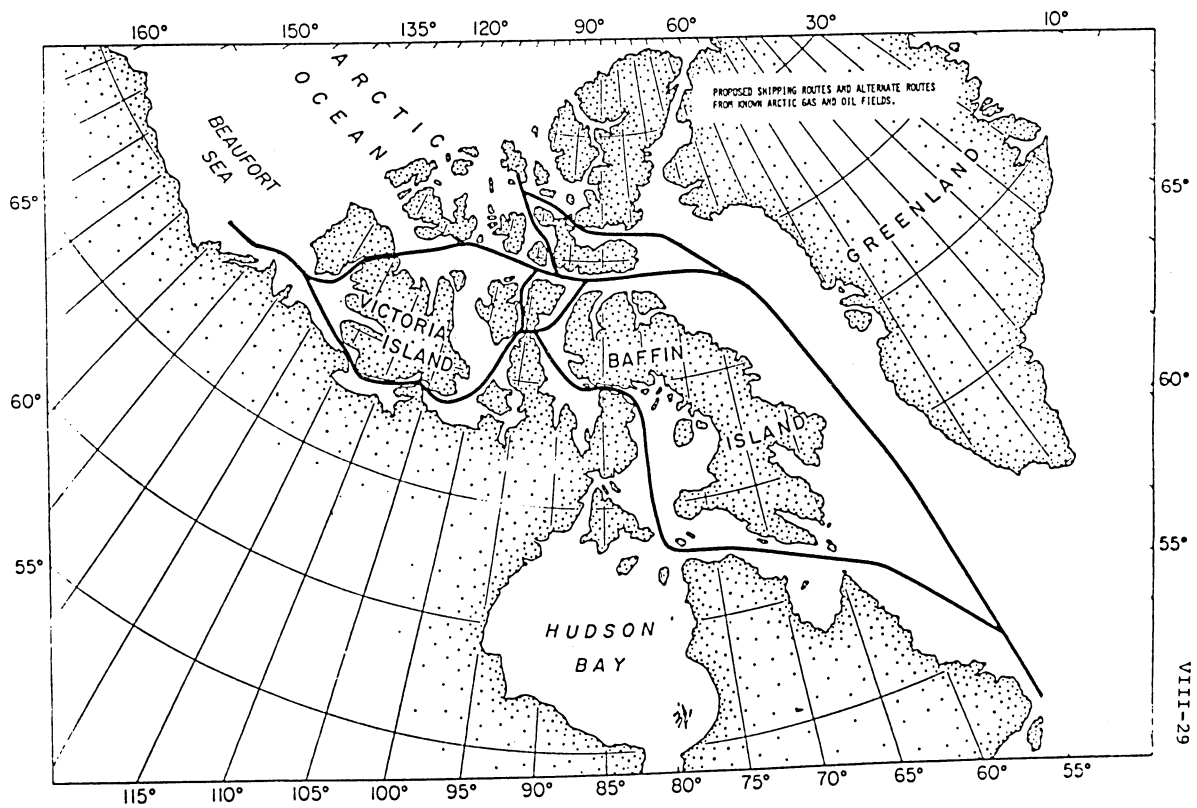 160° 150° 135° 120° 90° 60° 30° 10°
ARCTIC
OCEAN
PROPOSED SHIPPING ROUTES AND ALTERNATE ROUTES
FROM KNOWN ARCTIC GAS AND OIL FIELDS.
BEAUFORT
SEA
GREENLAND
65° 65°
VICTORIA
ISLAND
BAFFIN
ISLAND
60° 60°
55° 55°
HUDSON
BAY
VIII-29
115° 110° 105° 100° 95° 90° 85° 80° 75° 70° 65° 60° 55°